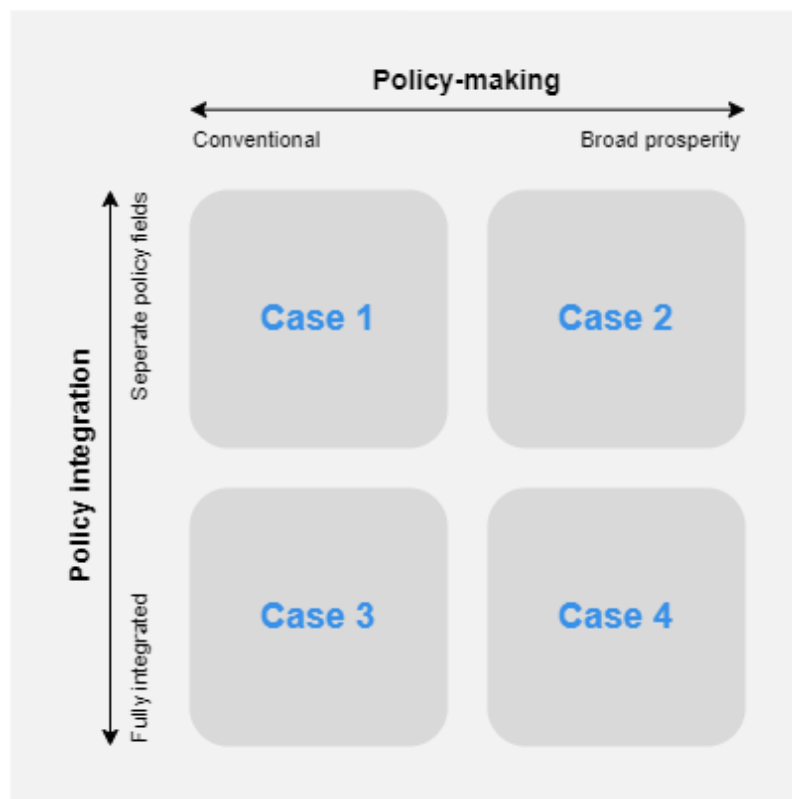 Policy-making
Conventional
Broad prosperity
Policy integration
Seperate policy fields
Fully integrated
Case 1
Case 2
Case 3
Case 4